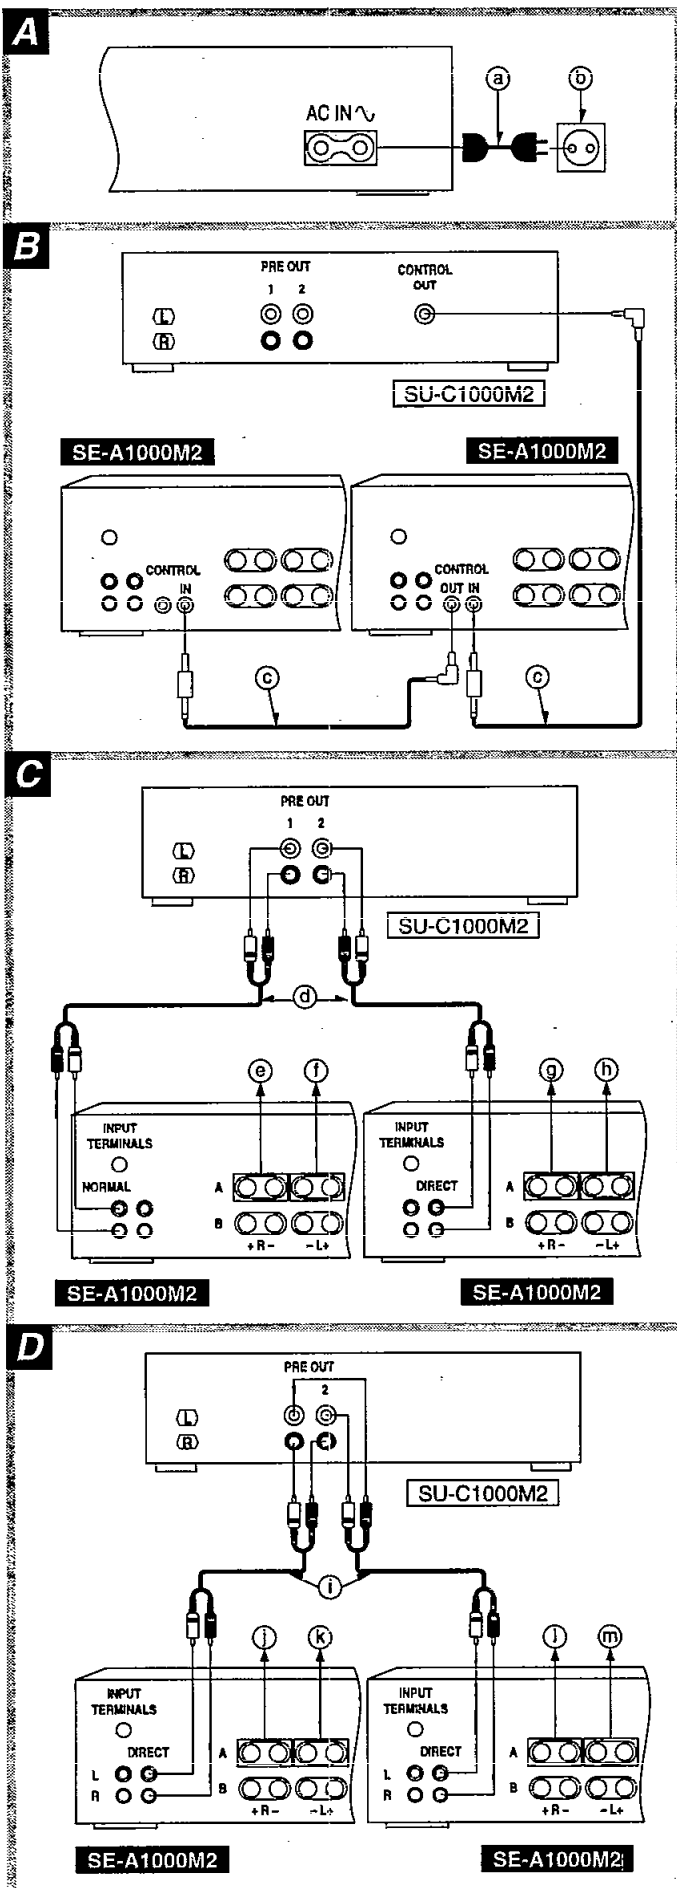 A
ⓐ ⓑ
AC IN ∿
B
PRE OUT
1 2
CONTROL
OUT
L
R
SU-C1000M2
SE-A1000M2
SE-A1000M2
CONTROL
IN
CONTROL
OUT IN
ⓒ ⓒ
C
PRE OUT
1 2
L
R
SU-C1000M2
ⓓ
ⓔ ⓕ ⓖ ⓗ
INPUT
TERMINALS
NORMAL
A
B
+R- -L+
INPUT
TERMINALS
DIRECT
A
B
+R- -L+
SE-A1000M2
SE-A1000M2
D
PRE OUT
2
L
R
SU-C1000M2
ⓘ
ⓙ ⓚ ⓛ ⓜ
INPUT
TERMINALS
DIRECT
L
R
A
B
+R- -L+
INPUT
TERMINALS
DIRECT
L
R
A
B
+R- -L+
SE-A1000M2
SE-A1000M2